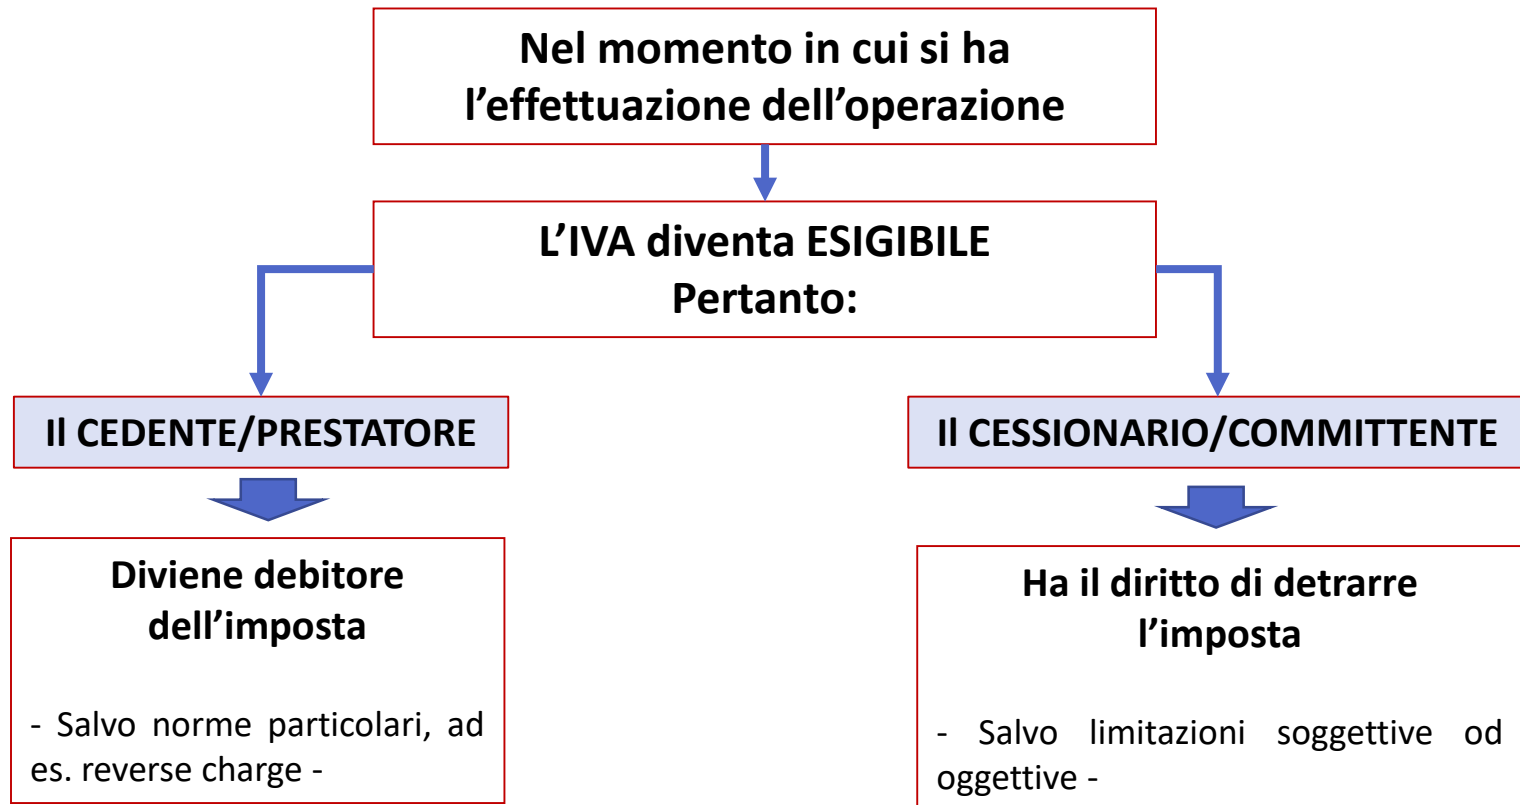 Nel momento in cui si ha
l’effettuazione dell’operazione
L’IVA diventa ESIGIBILE
Pertanto:
Il CEDENTE/PRESTATORE
Il CESSIONARIO/COMMITTENTE
Diviene debitore
dell’imposta
- Salvo norme particolari, ad
es. reverse charge -
Ha il diritto di detrarre
l’imposta
- Salvo limitazioni soggettive od
oggettive -